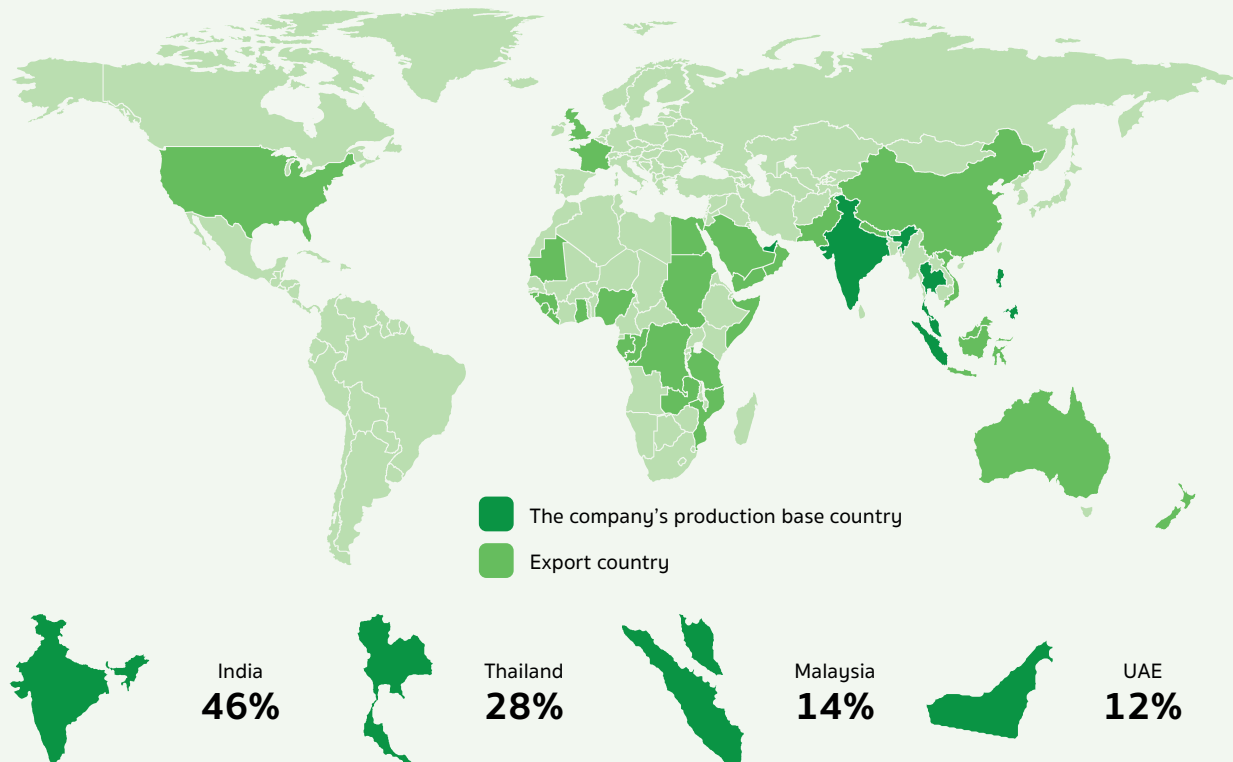 The company's production base country
Export country
India
46%
Thailand
28%
Malaysia
14%
UAE
12%